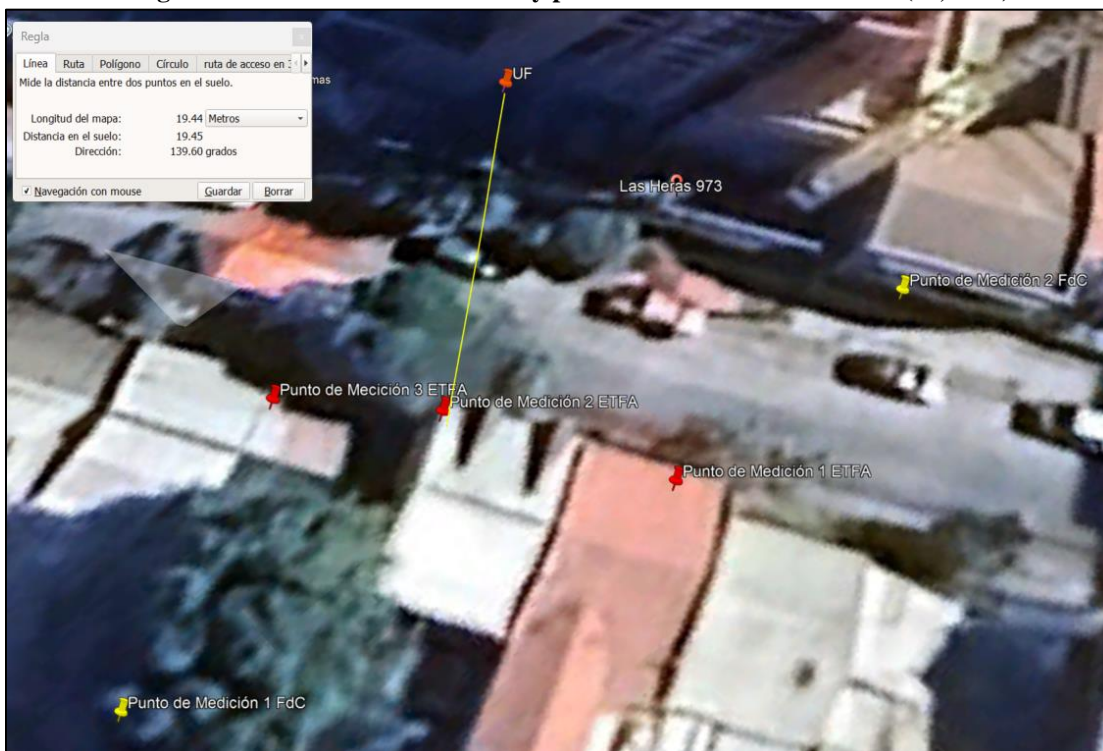 Regla
Línea Ruta Polígono Círculo ruta de acceso en 3
Mide la distancia entre dos puntos en el suelo.
mas
Longitud del mapa: 19.44 Metros
Distancia en el suelo: 19.45
Dirección: 139.60 grados
Navegación con mouse Guardar Borrar
UF
Las Heras 973
Punto de Medición 2 FdC
Punto de Mecición 3 ETFA
Punto de Medición 2 ETFA
Punto de Medición 1 ETFA
Punto de Medición 1 FdC